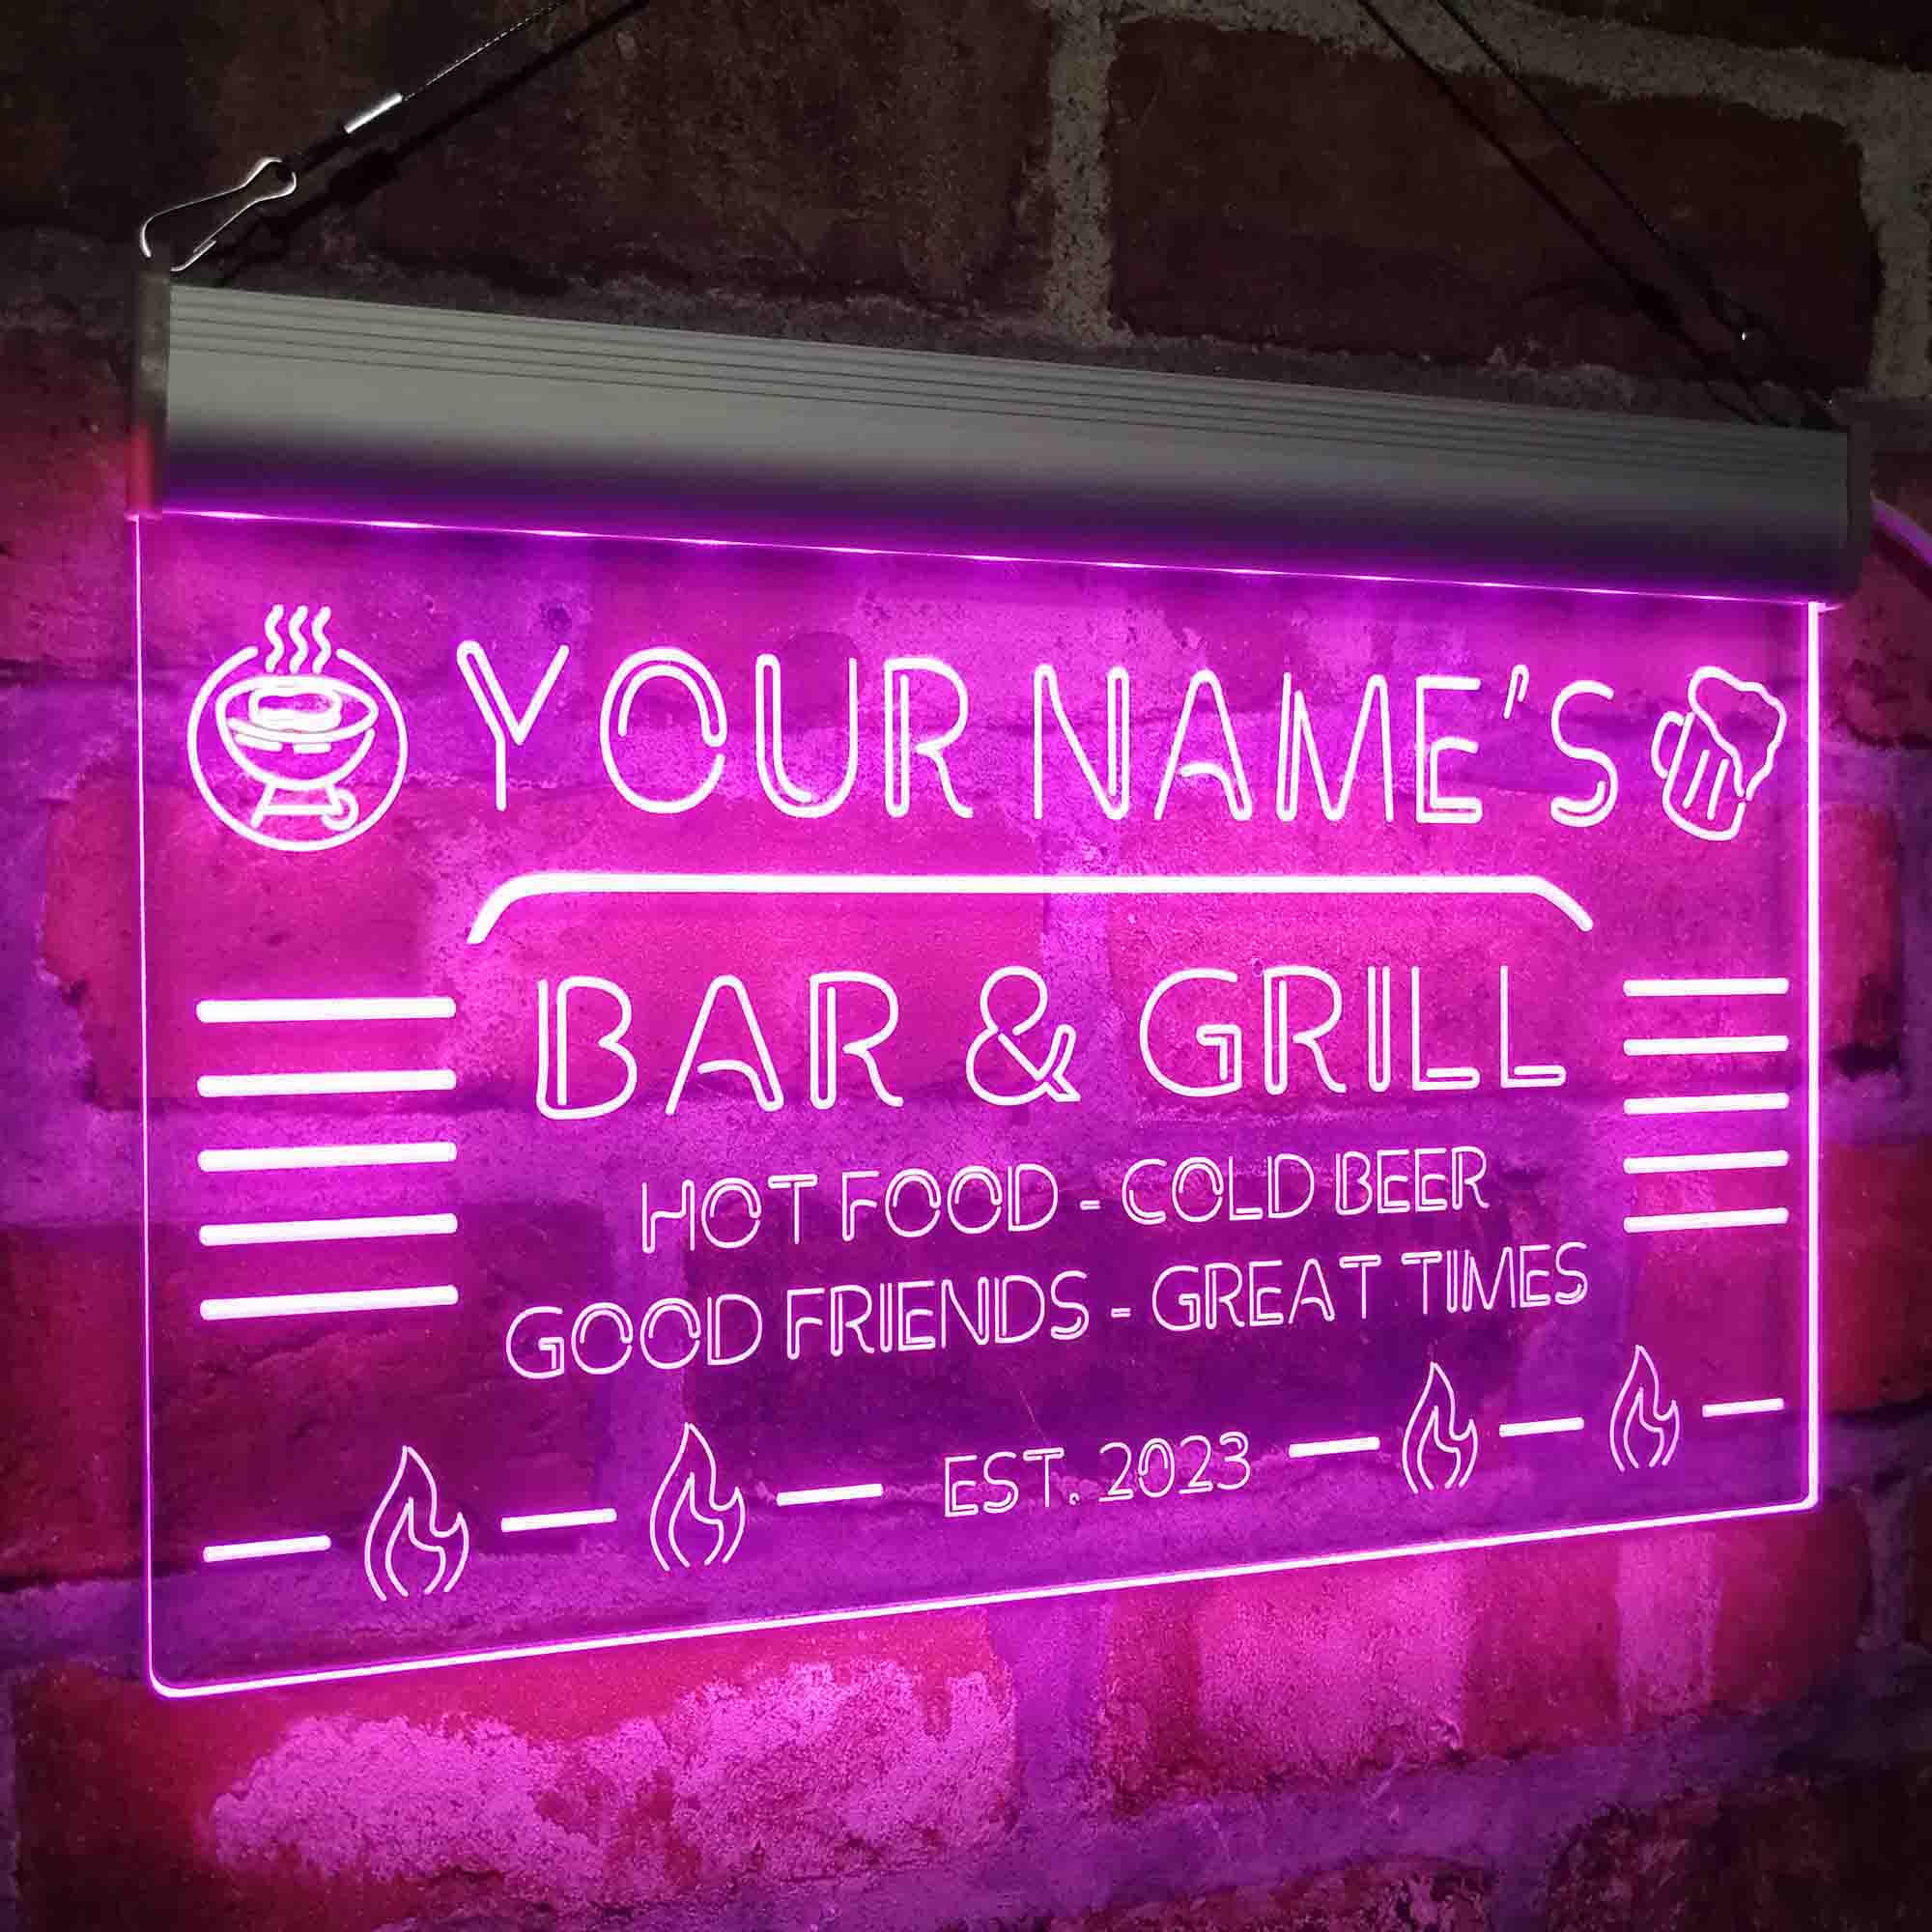 YOUR NAME'S
BAR & GRILL
HOT FOOD - COLD BEER
GOOD FRIENDS - GREAT TIMES
EST. 2023